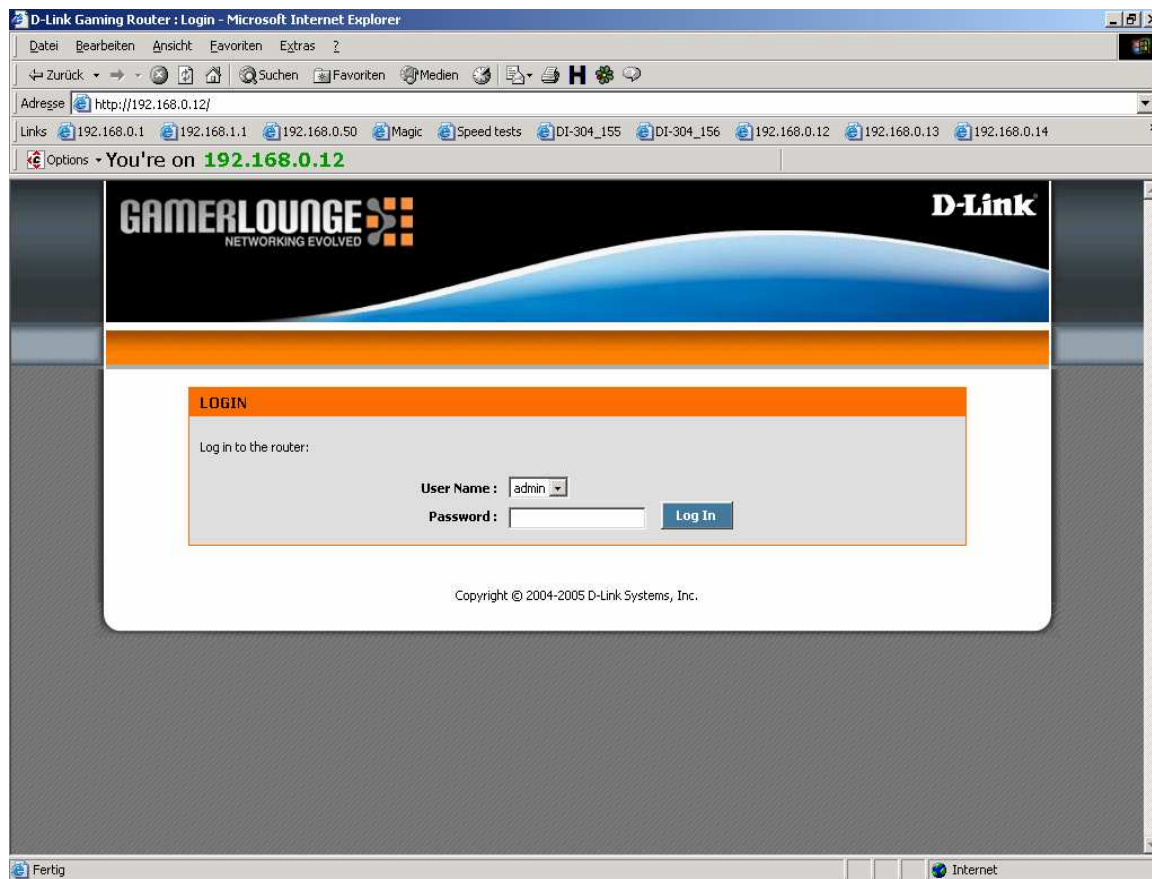 D-Link Gaming Router : Login - Microsoft Internet Explorer
Datei Bearbeiten Ansicht Favoriten Extras ?
Zurück Suchen Favoriten Medien H
Adresse http://192.168.0.12/
Links 192.168.0.1 192.168.1.1 192.168.0.50 Magic Speed tests DI-304_155 DI-304_156 192.168.0.12 192.168.0.13 192.168.0.14
Options You're on 192.168.0.12
GAMERLOUNGE
NETWORKING EVOLVED
D-Link
LOGIN
Log in to the router:
User Name : admin
Password :
Log In
Copyright © 2004-2005 D-Link Systems, Inc.
Fertig Internet